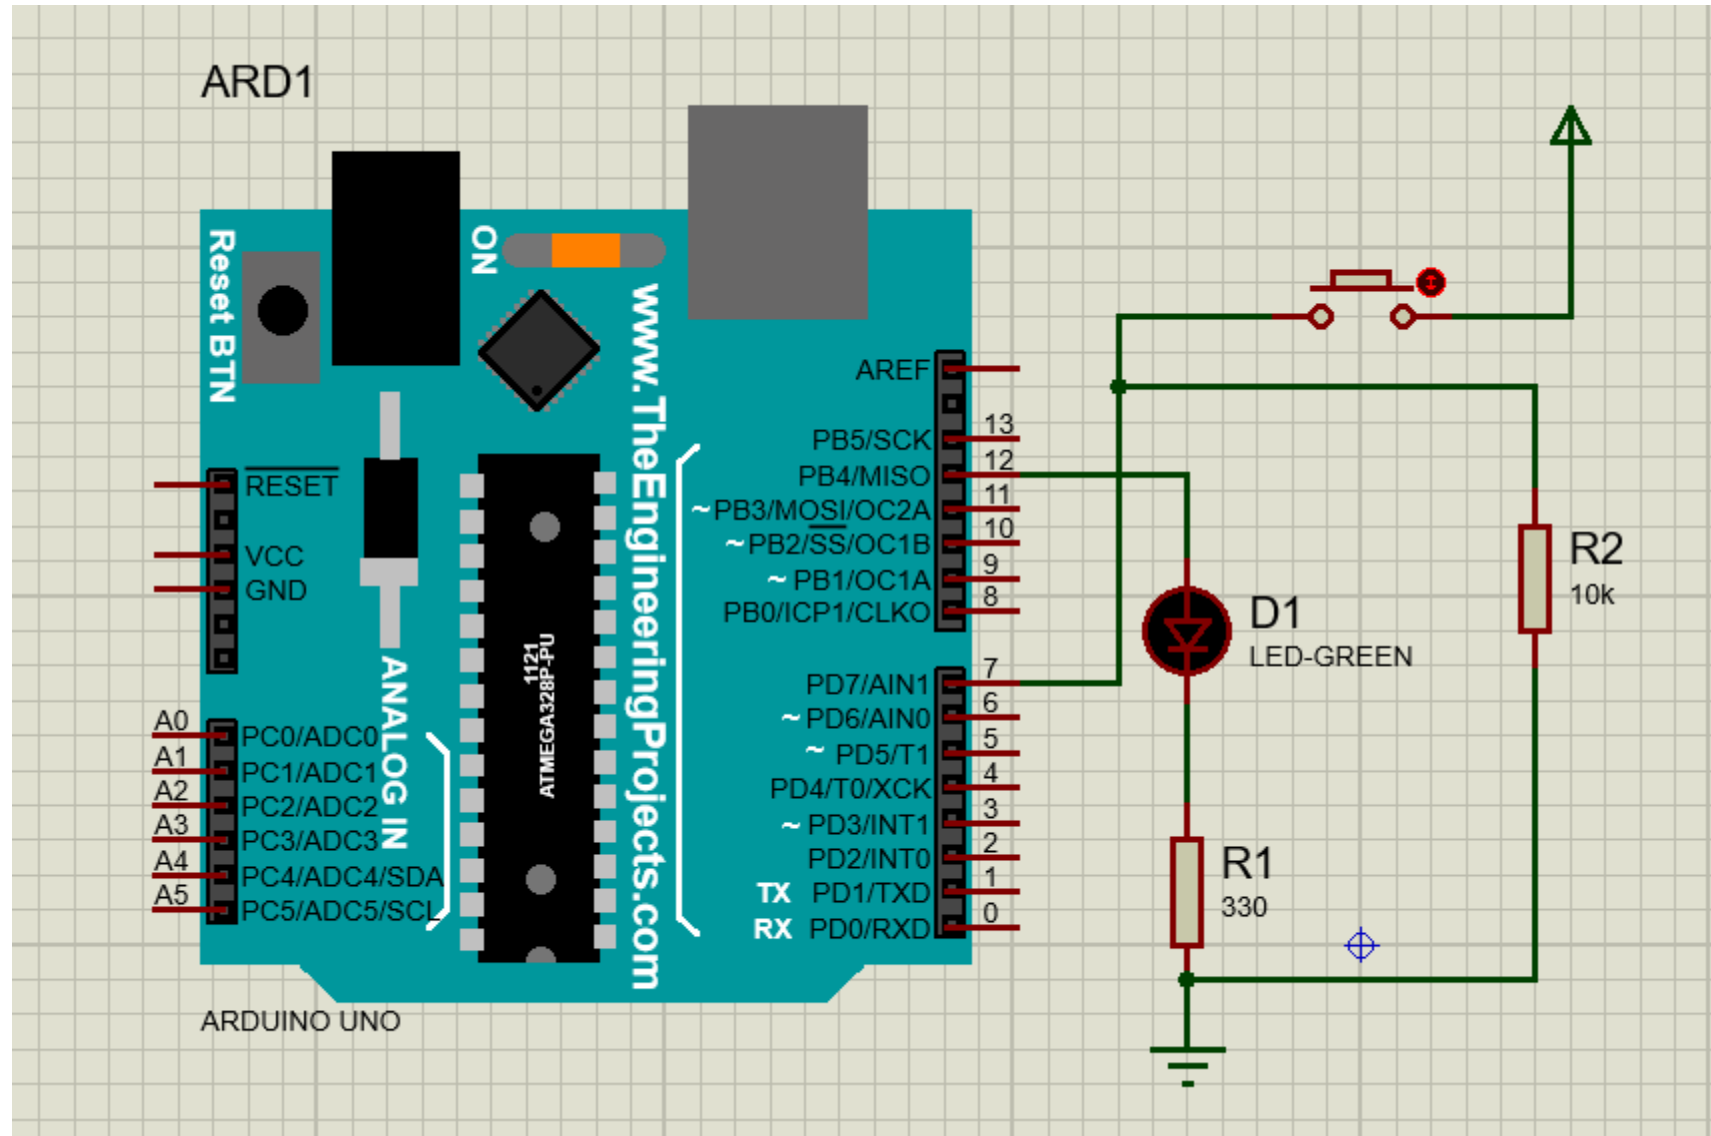 ARD1
Reset BTN
ON
www.TheEngineeringProjects.com
RESET
VCC
GND
ANALOG IN
1121
ATMEGA328P-PU
A0 PC0/ADC0
A1 PC1/ADC1
A2 PC2/ADC2
A3 PC3/ADC3
A4 PC4/ADC4/SDA
A5 PC5/ADC5/SCL
AREF
PB5/SCK 13
PB4/MISO 12
~PB3/MOSI/OC2A 11
~PB2/SS/OC1B 10
~PB1/OC1A 9
PB0/ICP1/CLKO 8
PD7/AIN1 7
~PD6/AIN0 6
~PD5/T1 5
PD4/T0/XCK 4
~PD3/INT1 3
PD2/INT0 2
TX PD1/TXD 1
RX PD0/RXD 0
ARDUINO UNO
D1
LED-GREEN
R2
10k
R1
330